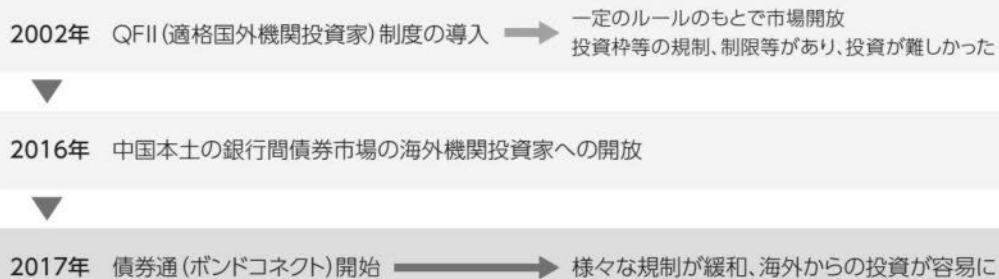 2002年 QFII(適格国外機関投資家)制度の導入
一定のルールのもとで市場開放
投資枠等の規制、制限等があり、投資が難しかった
2016年 中国本土の銀行間債券市場の海外機関投資家への開放
2017年 債券通(ボンドコネクト)開始
様々な規制が緩和、海外からの投資が容易に